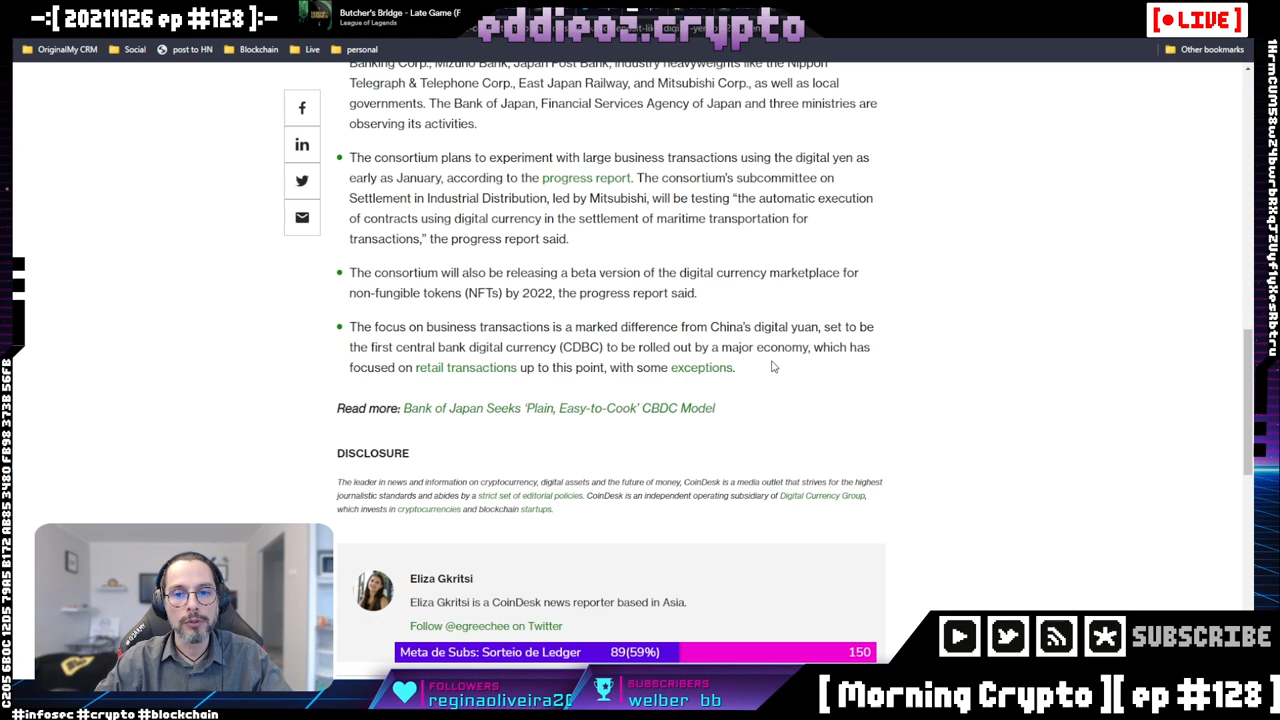 -:[ 20211126 ep #128 ]:-
Butcher's Bridge - Late Game (F
League of Legends
eddieoz.crypto
[ LIVE ]
OriginalMy CRM
Social
post to HN
Blockchain
Live
personal
Other bookmarks
Banking Corp., Mizuho Bank, Japan Post Bank, industry heavyweights like the Nippon
Telegraph & Telephone Corp., East Japan Railway, and Mitsubishi Corp., as well as local
governments. The Bank of Japan, Financial Services Agency of Japan and three ministries are
observing its activities.
The consortium plans to experiment with large business transactions using the digital yen as
early as January, according to the progress report. The consortium's subcommittee on
Settlement in Industrial Distribution, led by Mitsubishi, will be testing “the automatic execution
of contracts using digital currency in the settlement of maritime transportation for
transactions,” the progress report said.
The consortium will also be releasing a beta version of the digital currency marketplace for
non-fungible tokens (NFTs) by 2022, the progress report said.
The focus on business transactions is a marked difference from China's digital yuan, set to be
the first central bank digital currency (CDBC) to be rolled out by a major economy, which has
focused on retail transactions up to this point, with some exceptions.
Read more: Bank of Japan Seeks ‘Plain, Easy-to-Cook’ CBDC Model
DISCLOSURE
The leader in news and information on cryptocurrency, digital assets and the future of money, CoinDesk is a media outlet that strives for the highest
journalistic standards and abides by a strict set of editorial policies. CoinDesk is an independent operating subsidiary of Digital Currency Group,
which invests in cryptocurrencies and blockchain startups.
Eliza Gkritsi
Eliza Gkritsi is a CoinDesk news reporter based in Asia.
Follow @egreechee on Twitter
Meta de Subs: Sorteio de Ledger 89(59%) 150
FOLLOWERS
SUBSCRIBERS
welber_bb
SUBSCRIBE
[ Morning Crypto ][ ep #128 ]
#crypto #blockchain